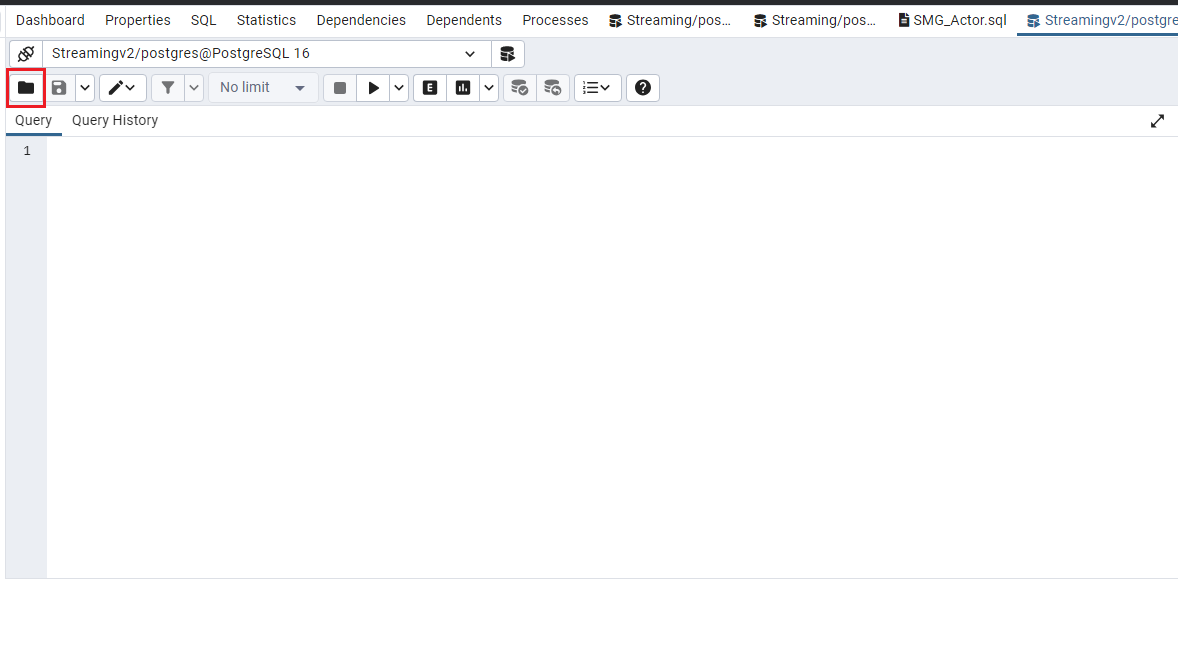 Dashboard Properties SQL Statistics Dependencies Dependents Processes Streaming/pos... Streaming/pos... SMG_Actor.sql Streamingv2/postgre
Streamingv2/postgres@PostgreSQL 16
No limit E
Query Query History
1